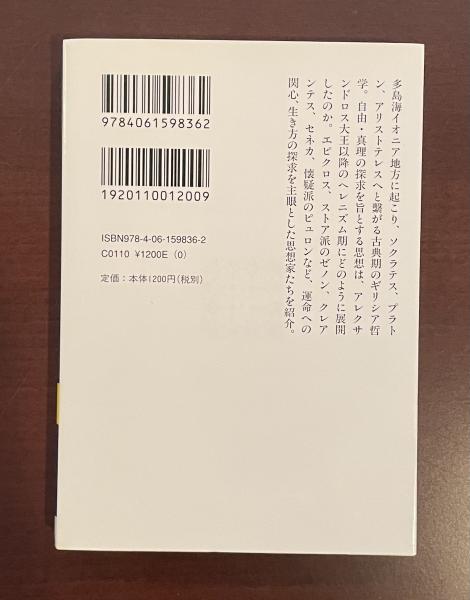 多島海イオニア地方に起こり、ソクラテス、プラト
ン、アリストテレスへと繋がる古典期のギリシア哲
学。自由・真理の探求を旨とする思想は、アレクサ
ンドロス大王以降のヘレニズム期にどのように展開
したのか。エピクロス、ストア派のゼノン、クレア
ンテス、セネカ、懐疑派のピュロンなど、運命への
関心、生き方の探求を主眼とした思想家たちを紹介。
9784061598362
1920110012009
ISBN978-4-06-159836-2
C0110 ¥1200E (0)
定価：本体1200円（税別）